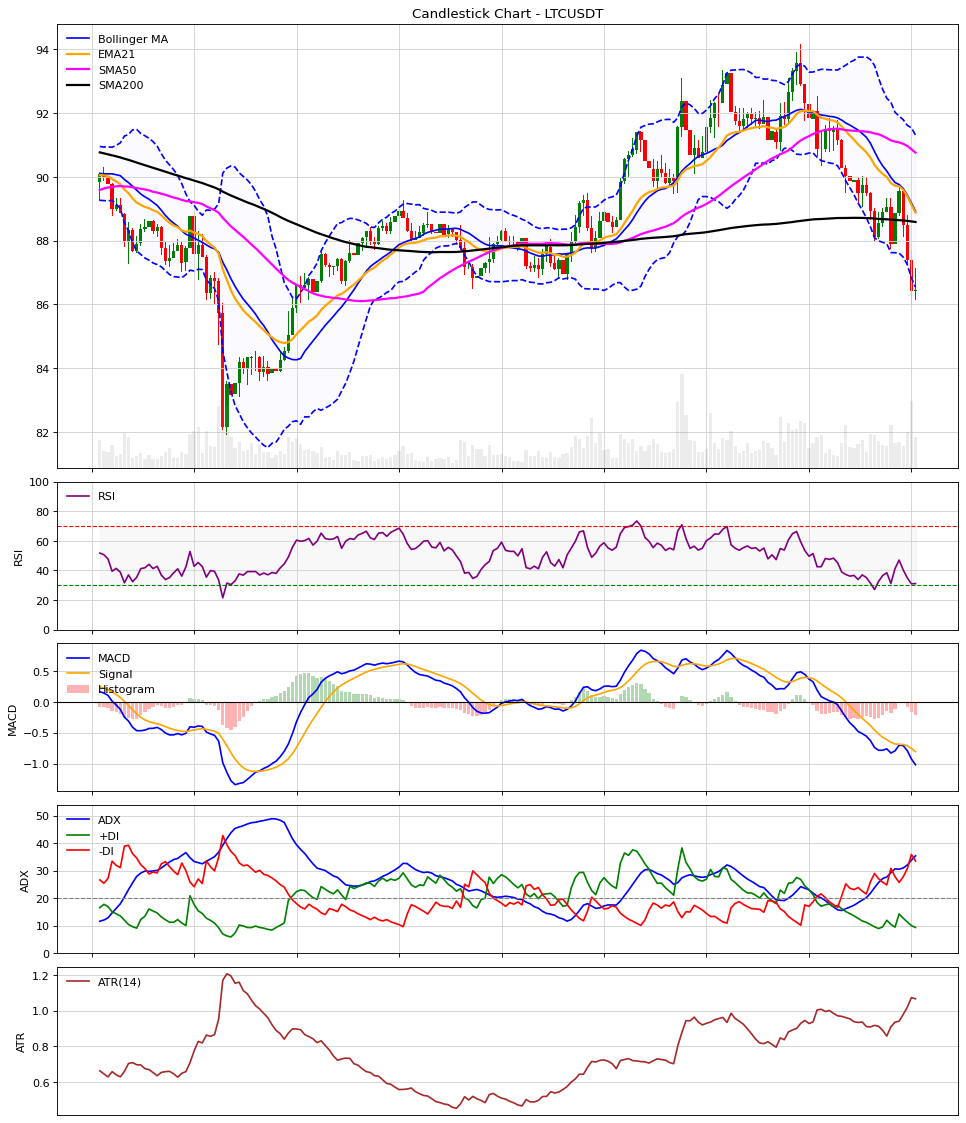 Candlestick Chart - LTCUSDT
Bollinger MA
EMA21
SMA50
SMA200
94
92
90
88
86
84
82
RSI
100
80
60
40
20
0
RSI
MACD
Signal
Histogram
0.5
0.0
−0.5
−1.0
MACD
ADX
+DI
-DI
50
40
30
20
10
0
ADX
ATR(14)
1.2
1.0
0.8
0.6
ATR